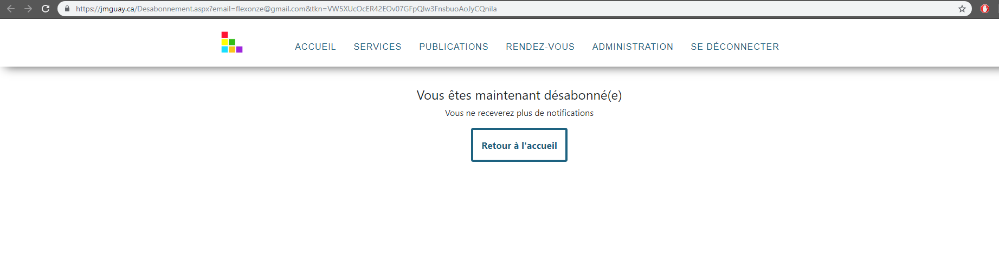 https://jmguay.ca/Desabonnement.aspx?email=flexonze@gmail.com&tkn=VW5XUcOcER42EOv07GFpQlw3FnsbuoAoJyCQnila
ACCUEIL SERVICES PUBLICATIONS RENDEZ-VOUS ADMINISTRATION SE DÉCONNECTER
Vous êtes maintenant désabonné(e)
Vous ne receverez plus de notifications
Retour à l'accueil